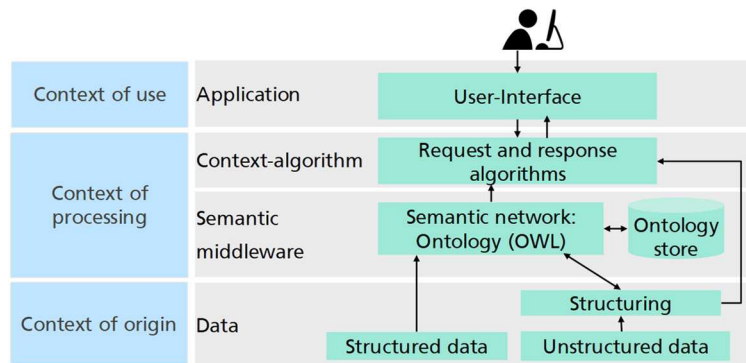 Context of use
Application
User-Interface
Context of
processing
Context-algorithm
Request and response
algorithms
Semantic
middleware
Semantic network:
Ontology (OWL)
Ontology
store
Context of origin
Data
Structuring
Structured data
Unstructured data